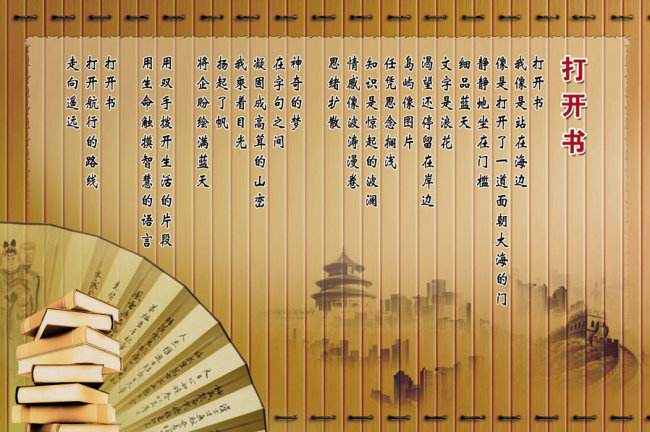 打开书
打开书
我像是站在海边
像是打开了一道面朝大海的门
静静地坐在门槛
细品蓝天
文字是浪花
渴望还停留在岸边
岛屿像图片
任凭思念搁浅
知识是惊起的波澜
情感像波涛漫卷
思绪扩散
神奇的梦
在字句之间
凝固成高耸的山峦
我乘着目光
扬起了帆
将企盼绘满蓝天
用双手拨开生活的片段
用生命触摸智慧的语言
打开书
打开航行的路线
走向遥远